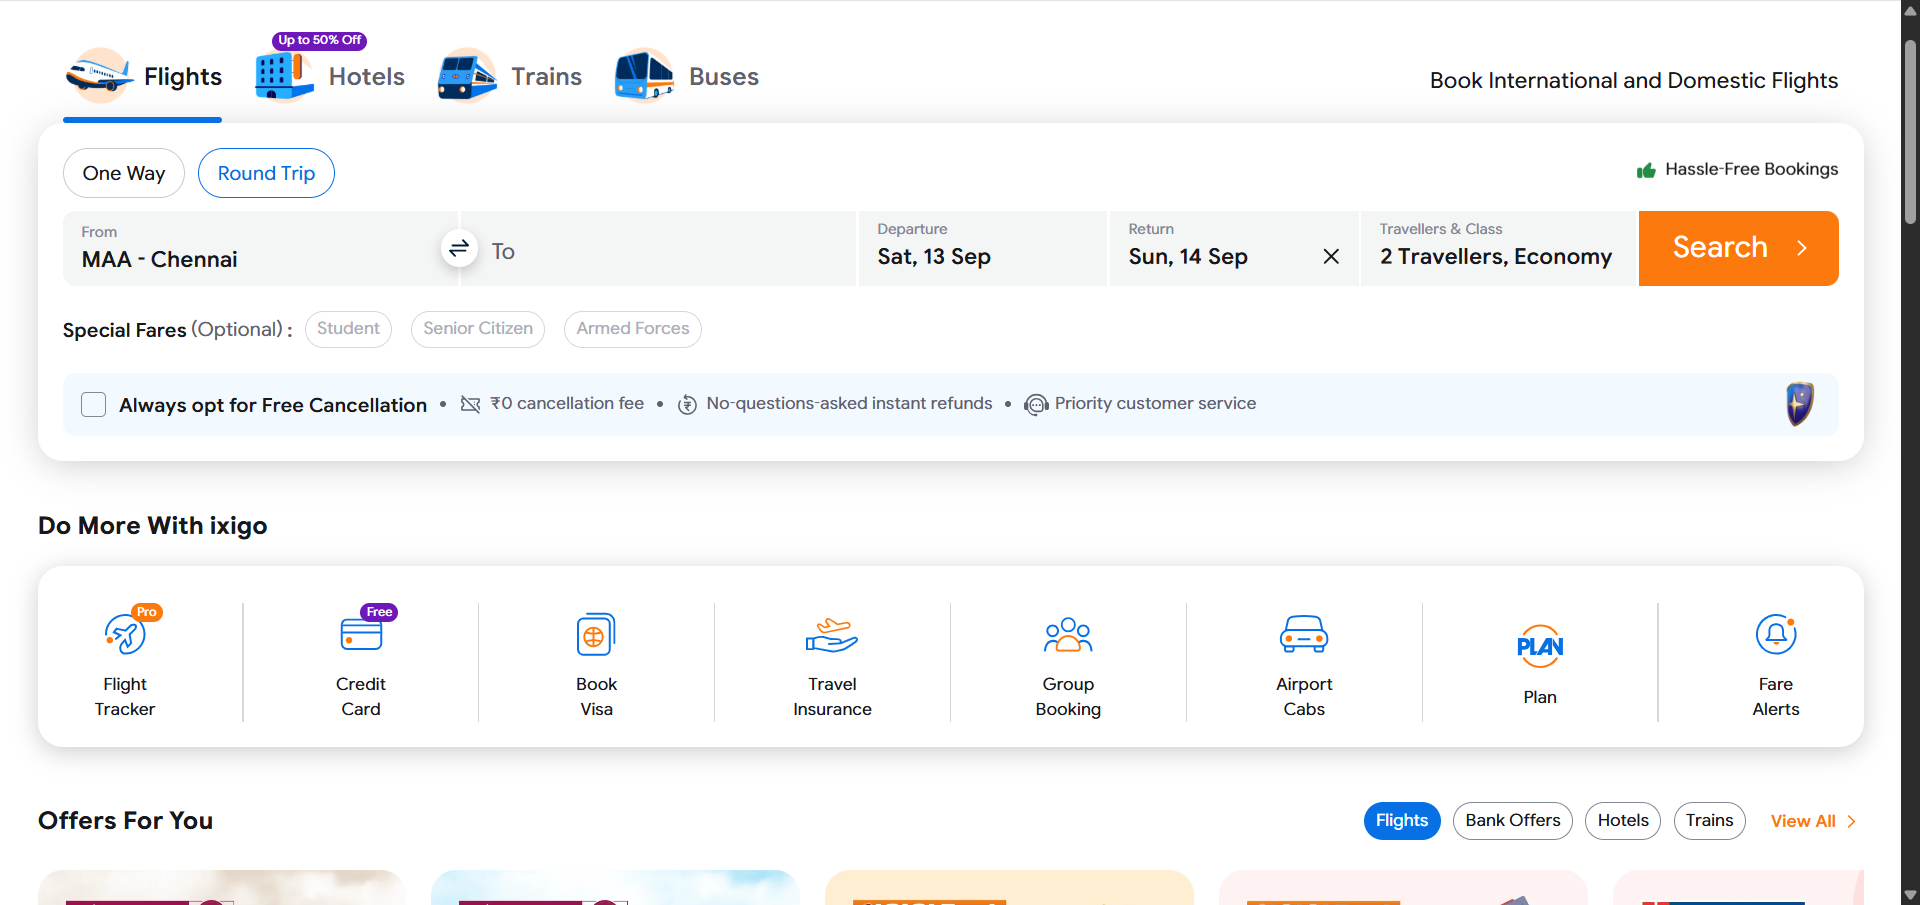 Up to 50% Off
Flights
Hotels
Trains
Buses
Book International and Domestic Flights
One Way
Round Trip
Hassle-Free Bookings
From
MAA - Chennai
To
Departure
Sat, 13 Sep
Return
Sun, 14 Sep
Travellers & Class
2 Travellers, Economy
Search
Special Fares (Optional) :
Student
Senior Citizen
Armed Forces
Always opt for Free Cancellation • ₹0 cancellation fee • No-questions-asked instant refunds • Priority customer service
Do More With ixigo
Pro
Flight
Tracker
Free
Credit
Card
Book
Visa
Travel
Insurance
Group
Booking
Airport
Cabs
PLAN
Plan
Fare
Alerts
Offers For You
Flights
Bank Offers
Hotels
Trains
View All